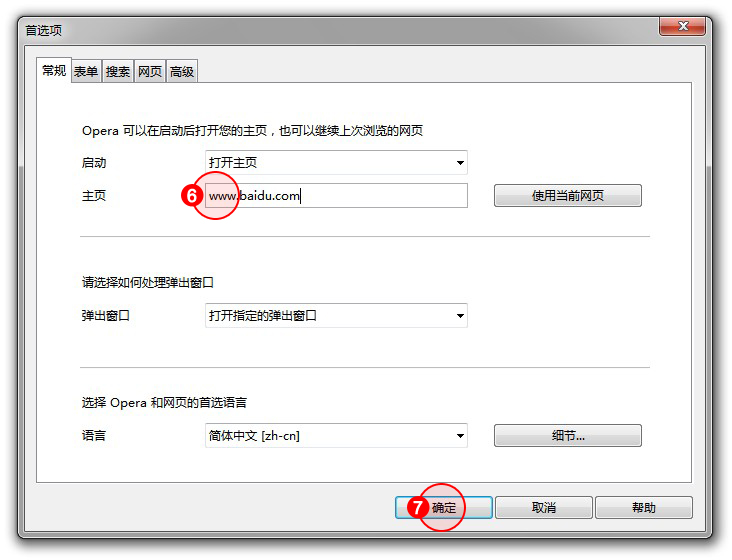 首选项
常规 表单 搜索 网页 高级
Opera 可以在启动后打开您的主页，也可以继续上次浏览的网页
启动 打开主页
主页 6 www.baidu.com 使用当前网页
请选择如何处理弹出窗口
弹出窗口 打开指定的弹出窗口
选择 Opera 和网页的首选语言
语言 简体中文 [zh-cn] 细节...
7 确定 取消 帮助